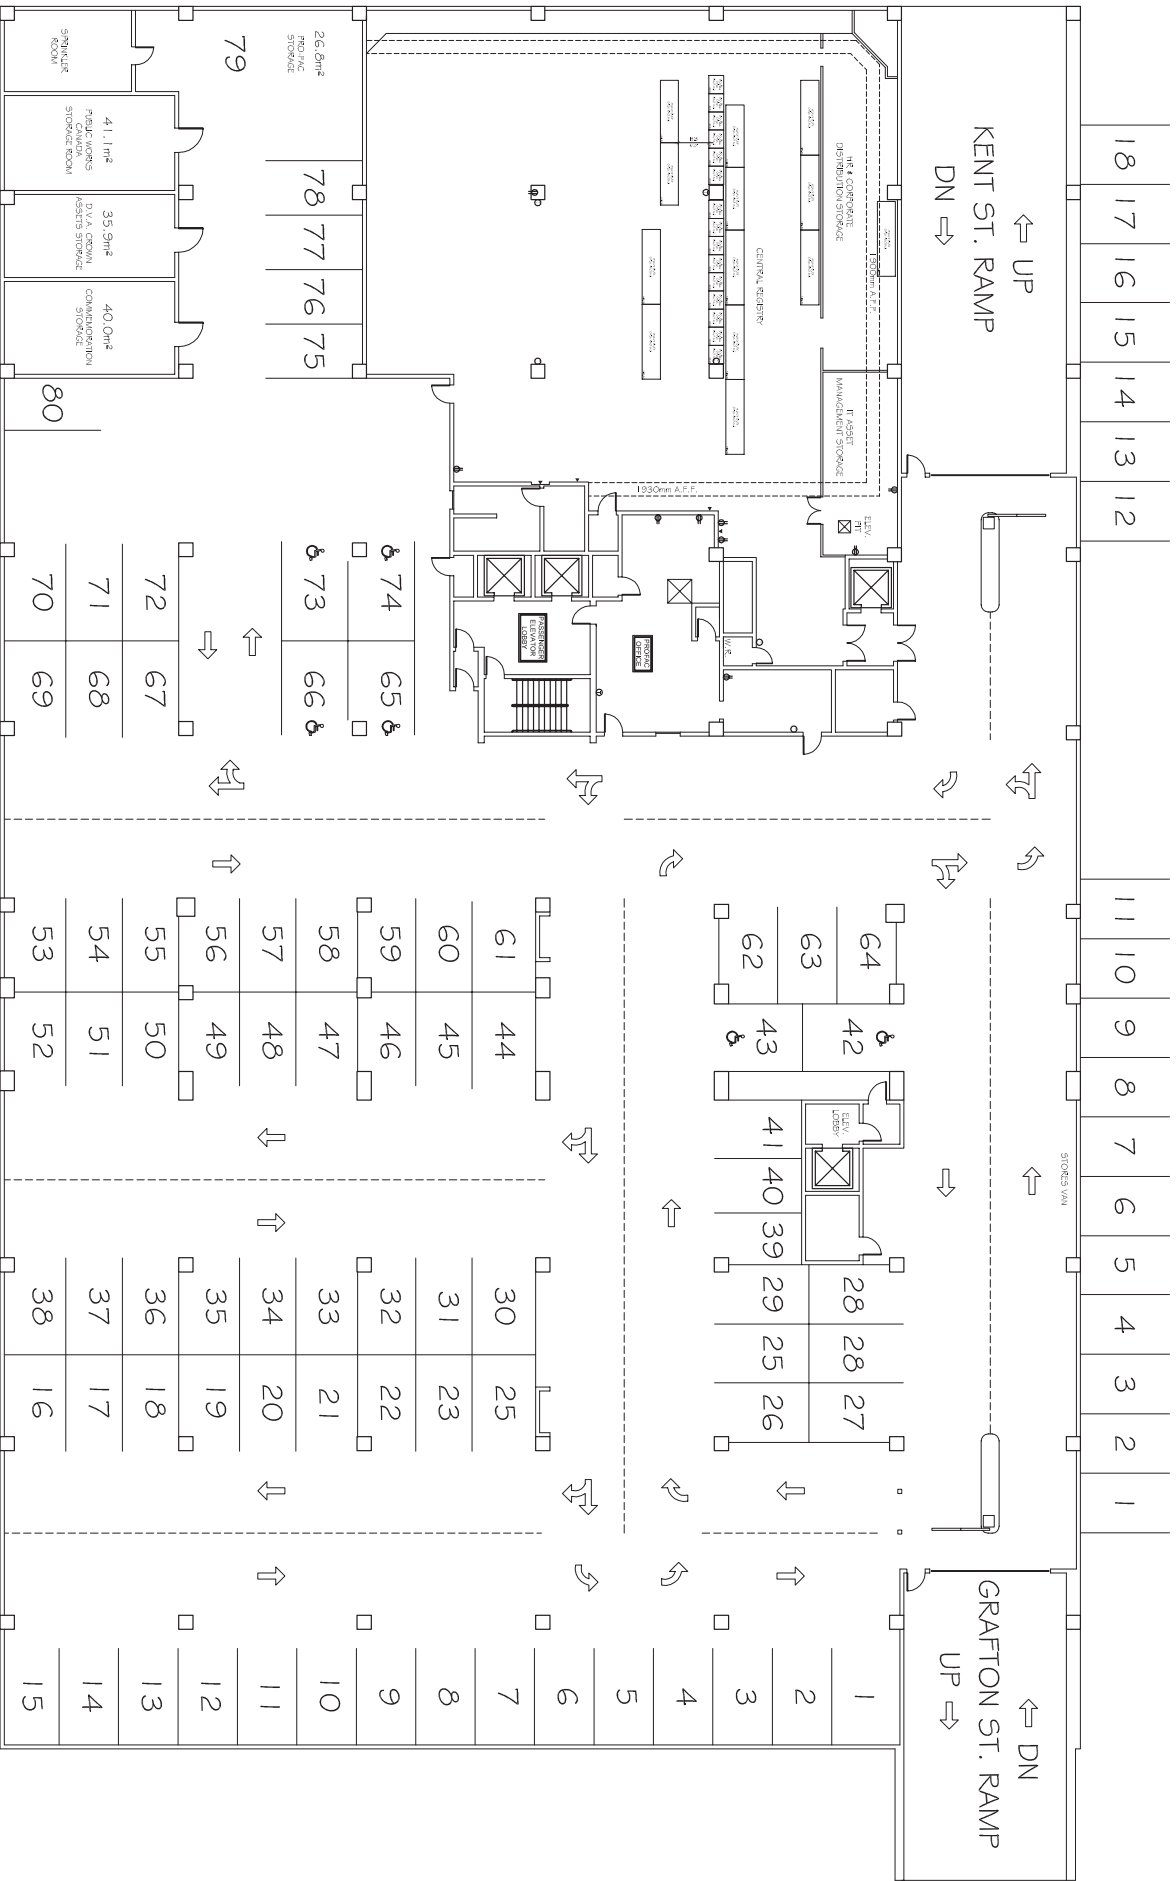 18 17 16 15 14 13 12 11 10 9 8 7 6 5 4 3 2 1
STORES VAN
⇐ UP
KENT ST. RAMP
DN ⇒
⇐ DN
GRAFTON ST. RAMP
UP ⇒
1900mm A.F.F.
HR & CORPORATE
DISTRIBUTION STORAGE
IT ASSET
MANAGEMENT STORAGE
ELEV.
PIT
CENTRAL REGISTRY
1930mm A.F.F.
W.R.
PROFAC
OFFICE
PASSENGER
ELEVATOR
LOBBY
ELEV.
LOBBY
64 42 28 28 27 1
63 2
62 43 41 40 39 29 25 26 3
4
5
6
61 44 30 25 7
60 45 31 23 8
74 65 59 46 32 22 9
26.8m²
PRO-FAC
STORAGE
78 77 76 75
73 66 58 47 33 21 10
79
57 48 34 20 11
56 49 35 19 12
72 67 55 50 36 18 13
71 68 54 51 37 17 14
70 69 53 52 38 16 15
80
SPRINKLER
ROOM
41.1m²
PUBLIC WORKS
CANADA
STORAGE ROOM
35.9m²
D.V.A. CROWN
ASSETS STORAGE
40.0m²
COMMEMORATION
STORAGE